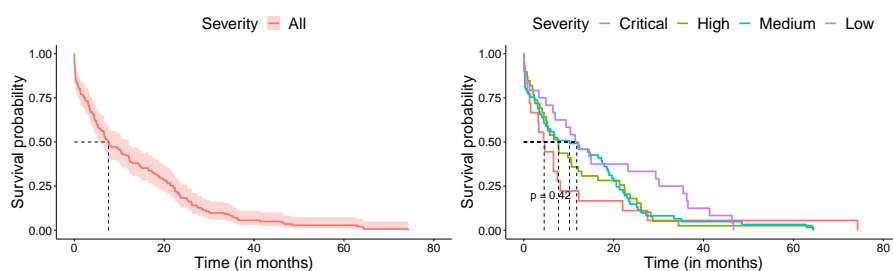 Severity All
Survival probability
1.00
0.75
0.50
0.25
0.00
0 20 40 60 80
Time (in months)
Severity Critical High Medium Low
Survival probability
1.00
0.75
0.50
0.25
0.00
p = 0.42
0 20 40 60 80
Time (in months)